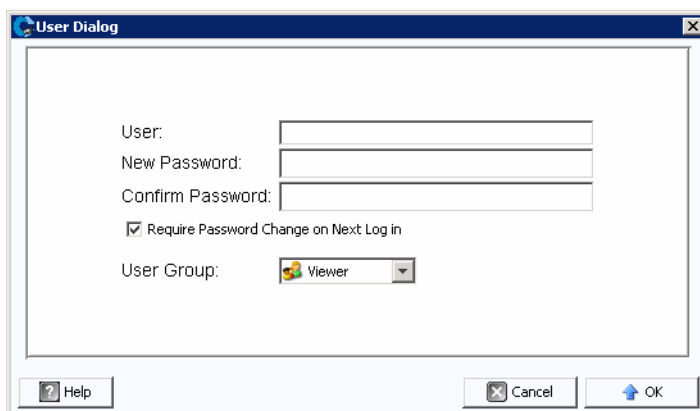 User Dialog
User:
New Password:
Confirm Password:
Require Password Change on Next Log in
User Group: Viewer
? Help Cancel OK